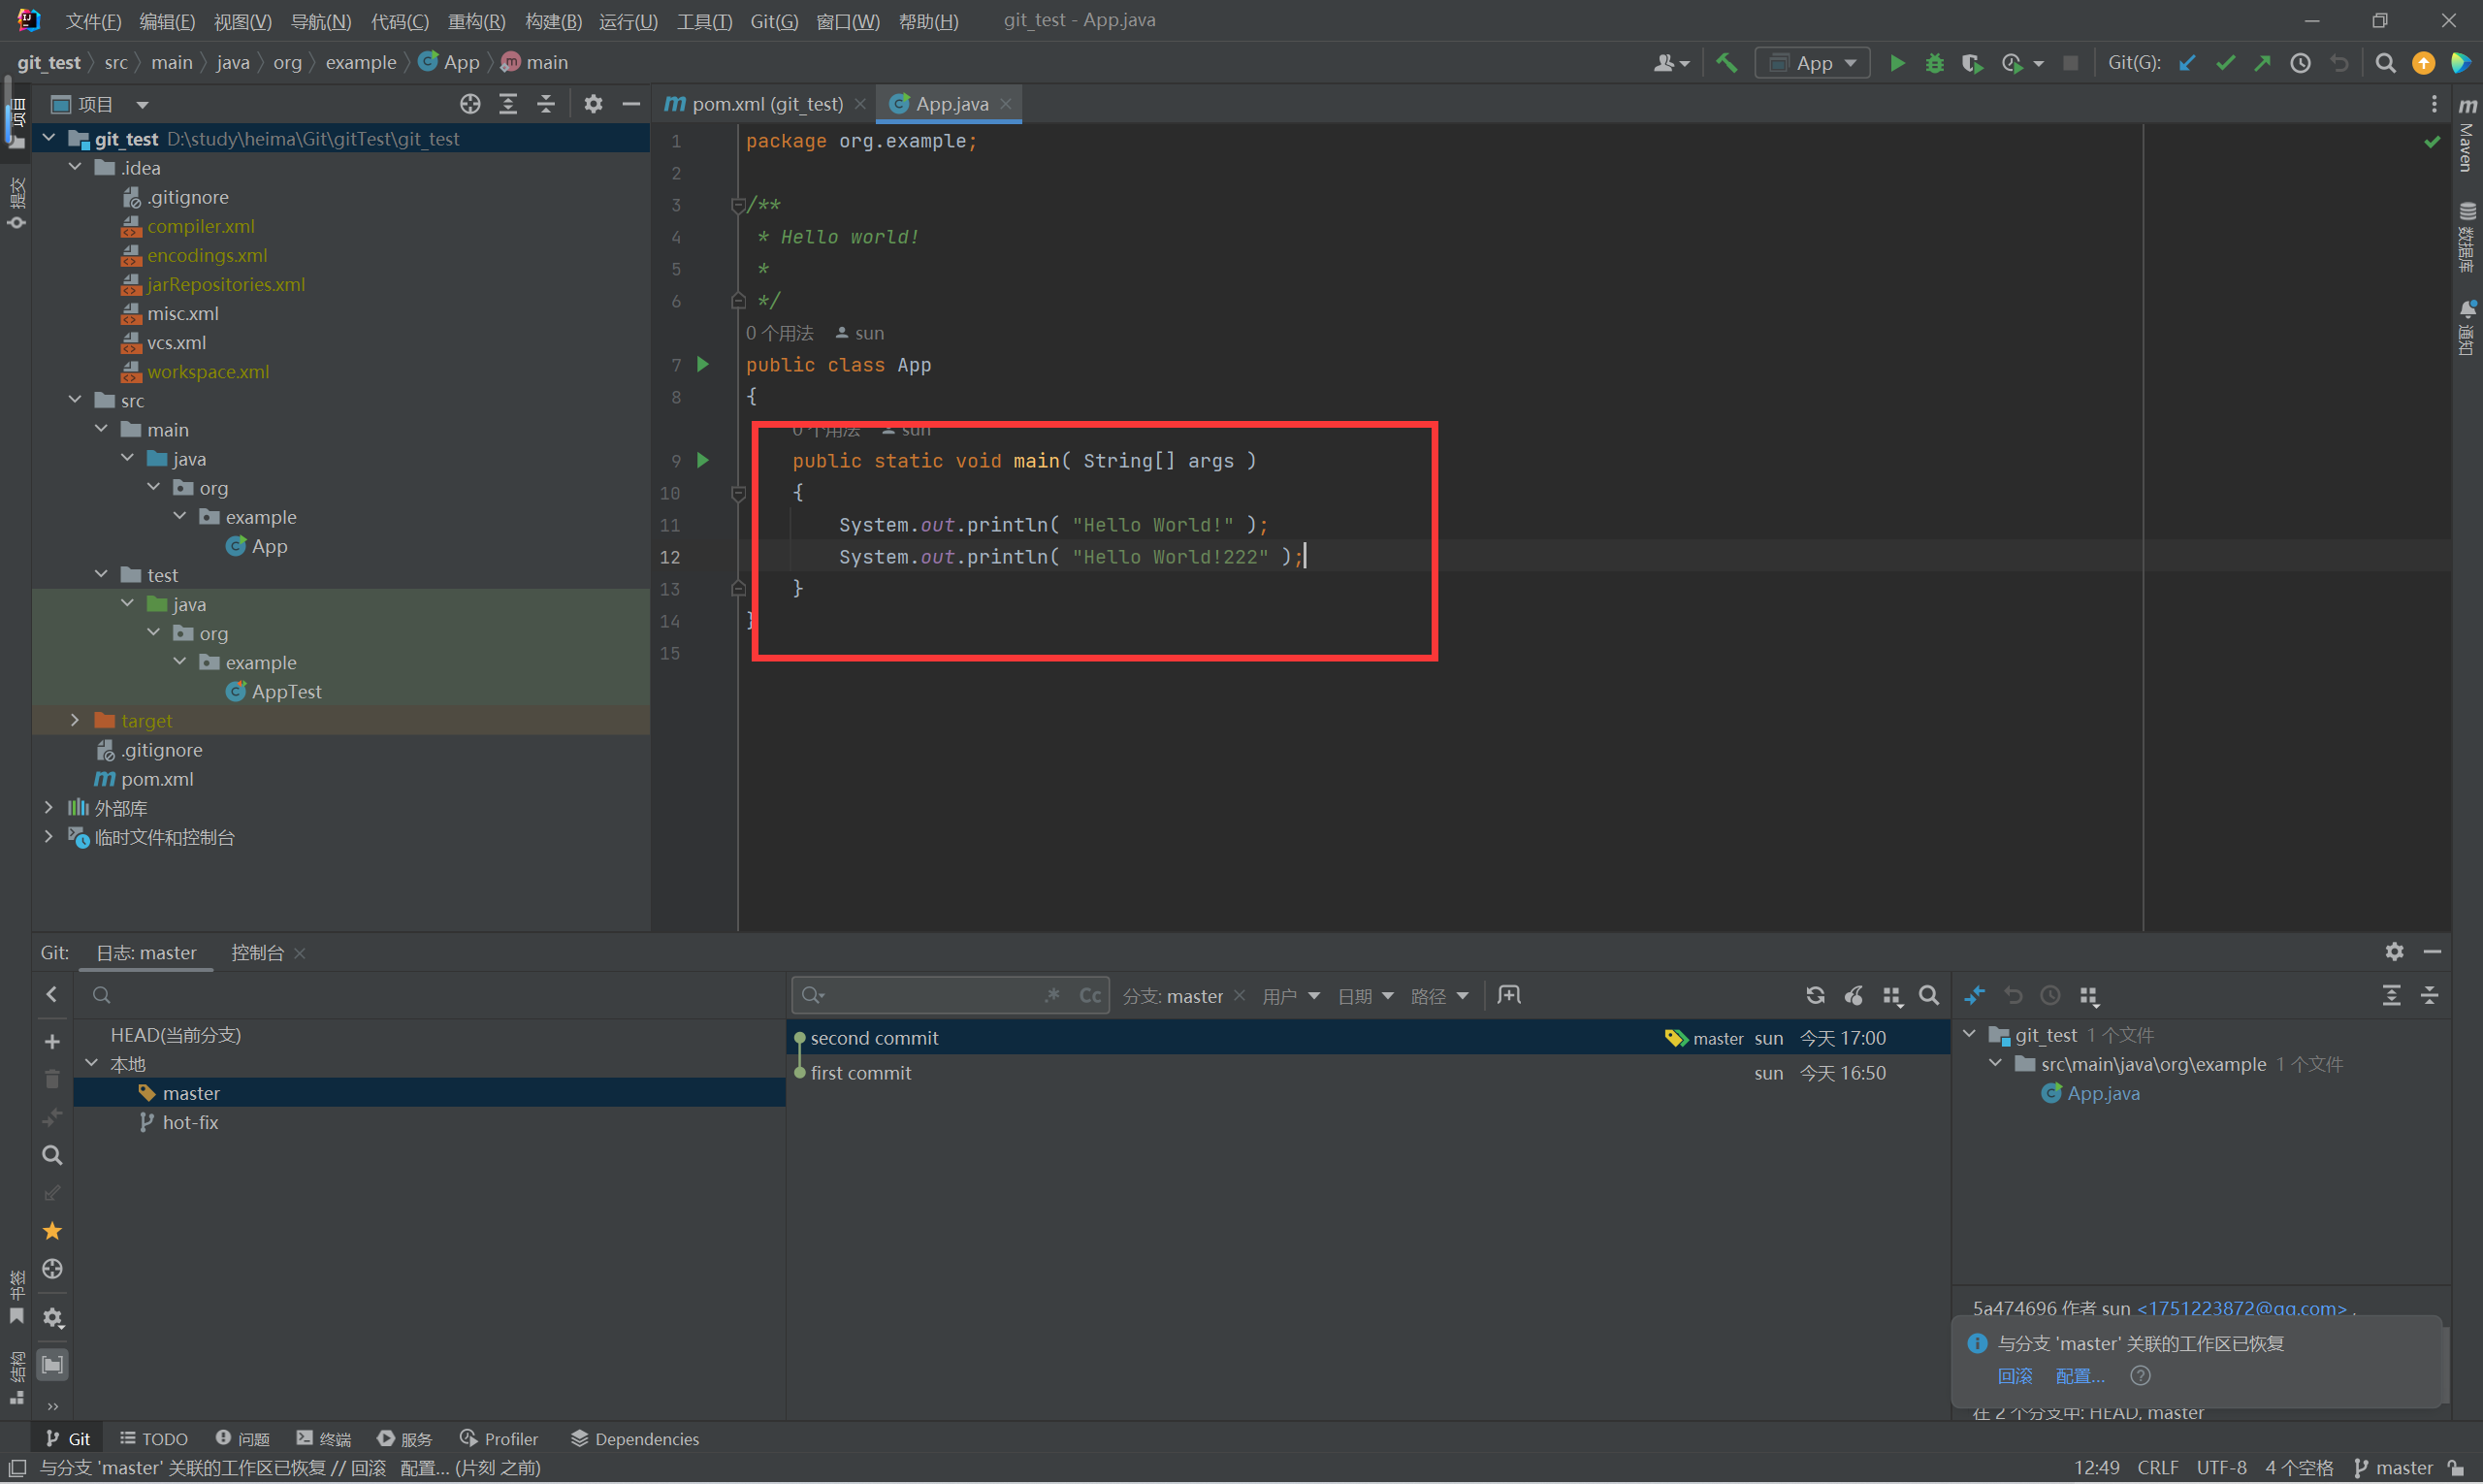 文件(F) 编辑(E) 视图(V) 导航(N) 代码(C) 重构(R) 构建(B) 运行(U) 工具(T) Git(G) 窗口(W) 帮助(H) git_test - App.java
git_test src main java org example App main
App Git(G):
项目
提交
书签
结构
项目
git_test D:\study\heima\Git\gitTest\git_test
.idea
.gitignore
compiler.xml
encodings.xml
jarRepositories.xml
misc.xml
vcs.xml
workspace.xml
src
main
java
org
example
App
test
java
org
example
AppTest
target
.gitignore
pom.xml
外部库
临时文件和控制台
pom.xml (git_test) App.java
1 package org.example;
2
3 /**
4 * Hello world!
5 *
6 */
0 个用法 sun
7 public class App
8 {
0 个用法 sun
9 public static void main( String[] args )
10 {
11 System.out.println( "Hello World!" );
12 System.out.println( "Hello World!222" );
13 }
14 }
15
Maven
数据库
通知
Git: 日志: master 控制台
HEAD(当前分支)
本地
master
hot-fix
.* Cc 分支: master 用户 日期 路径
second commit master sun 今天 17:00
first commit sun 今天 16:50
git_test 1 个文件
src\main\java\org\example 1 个文件
App.java
5a474696 作者 sun <1751223872@qq.com> ,
与分支 'master' 关联的工作区已恢复
回滚 配置...
在 2 个分支中: HEAD, master
Git TODO 问题 终端 服务 Profiler Dependencies
与分支 'master' 关联的工作区已恢复 // 回滚 配置... (片刻 之前) 12:49 CRLF UTF-8 4 个空格 master